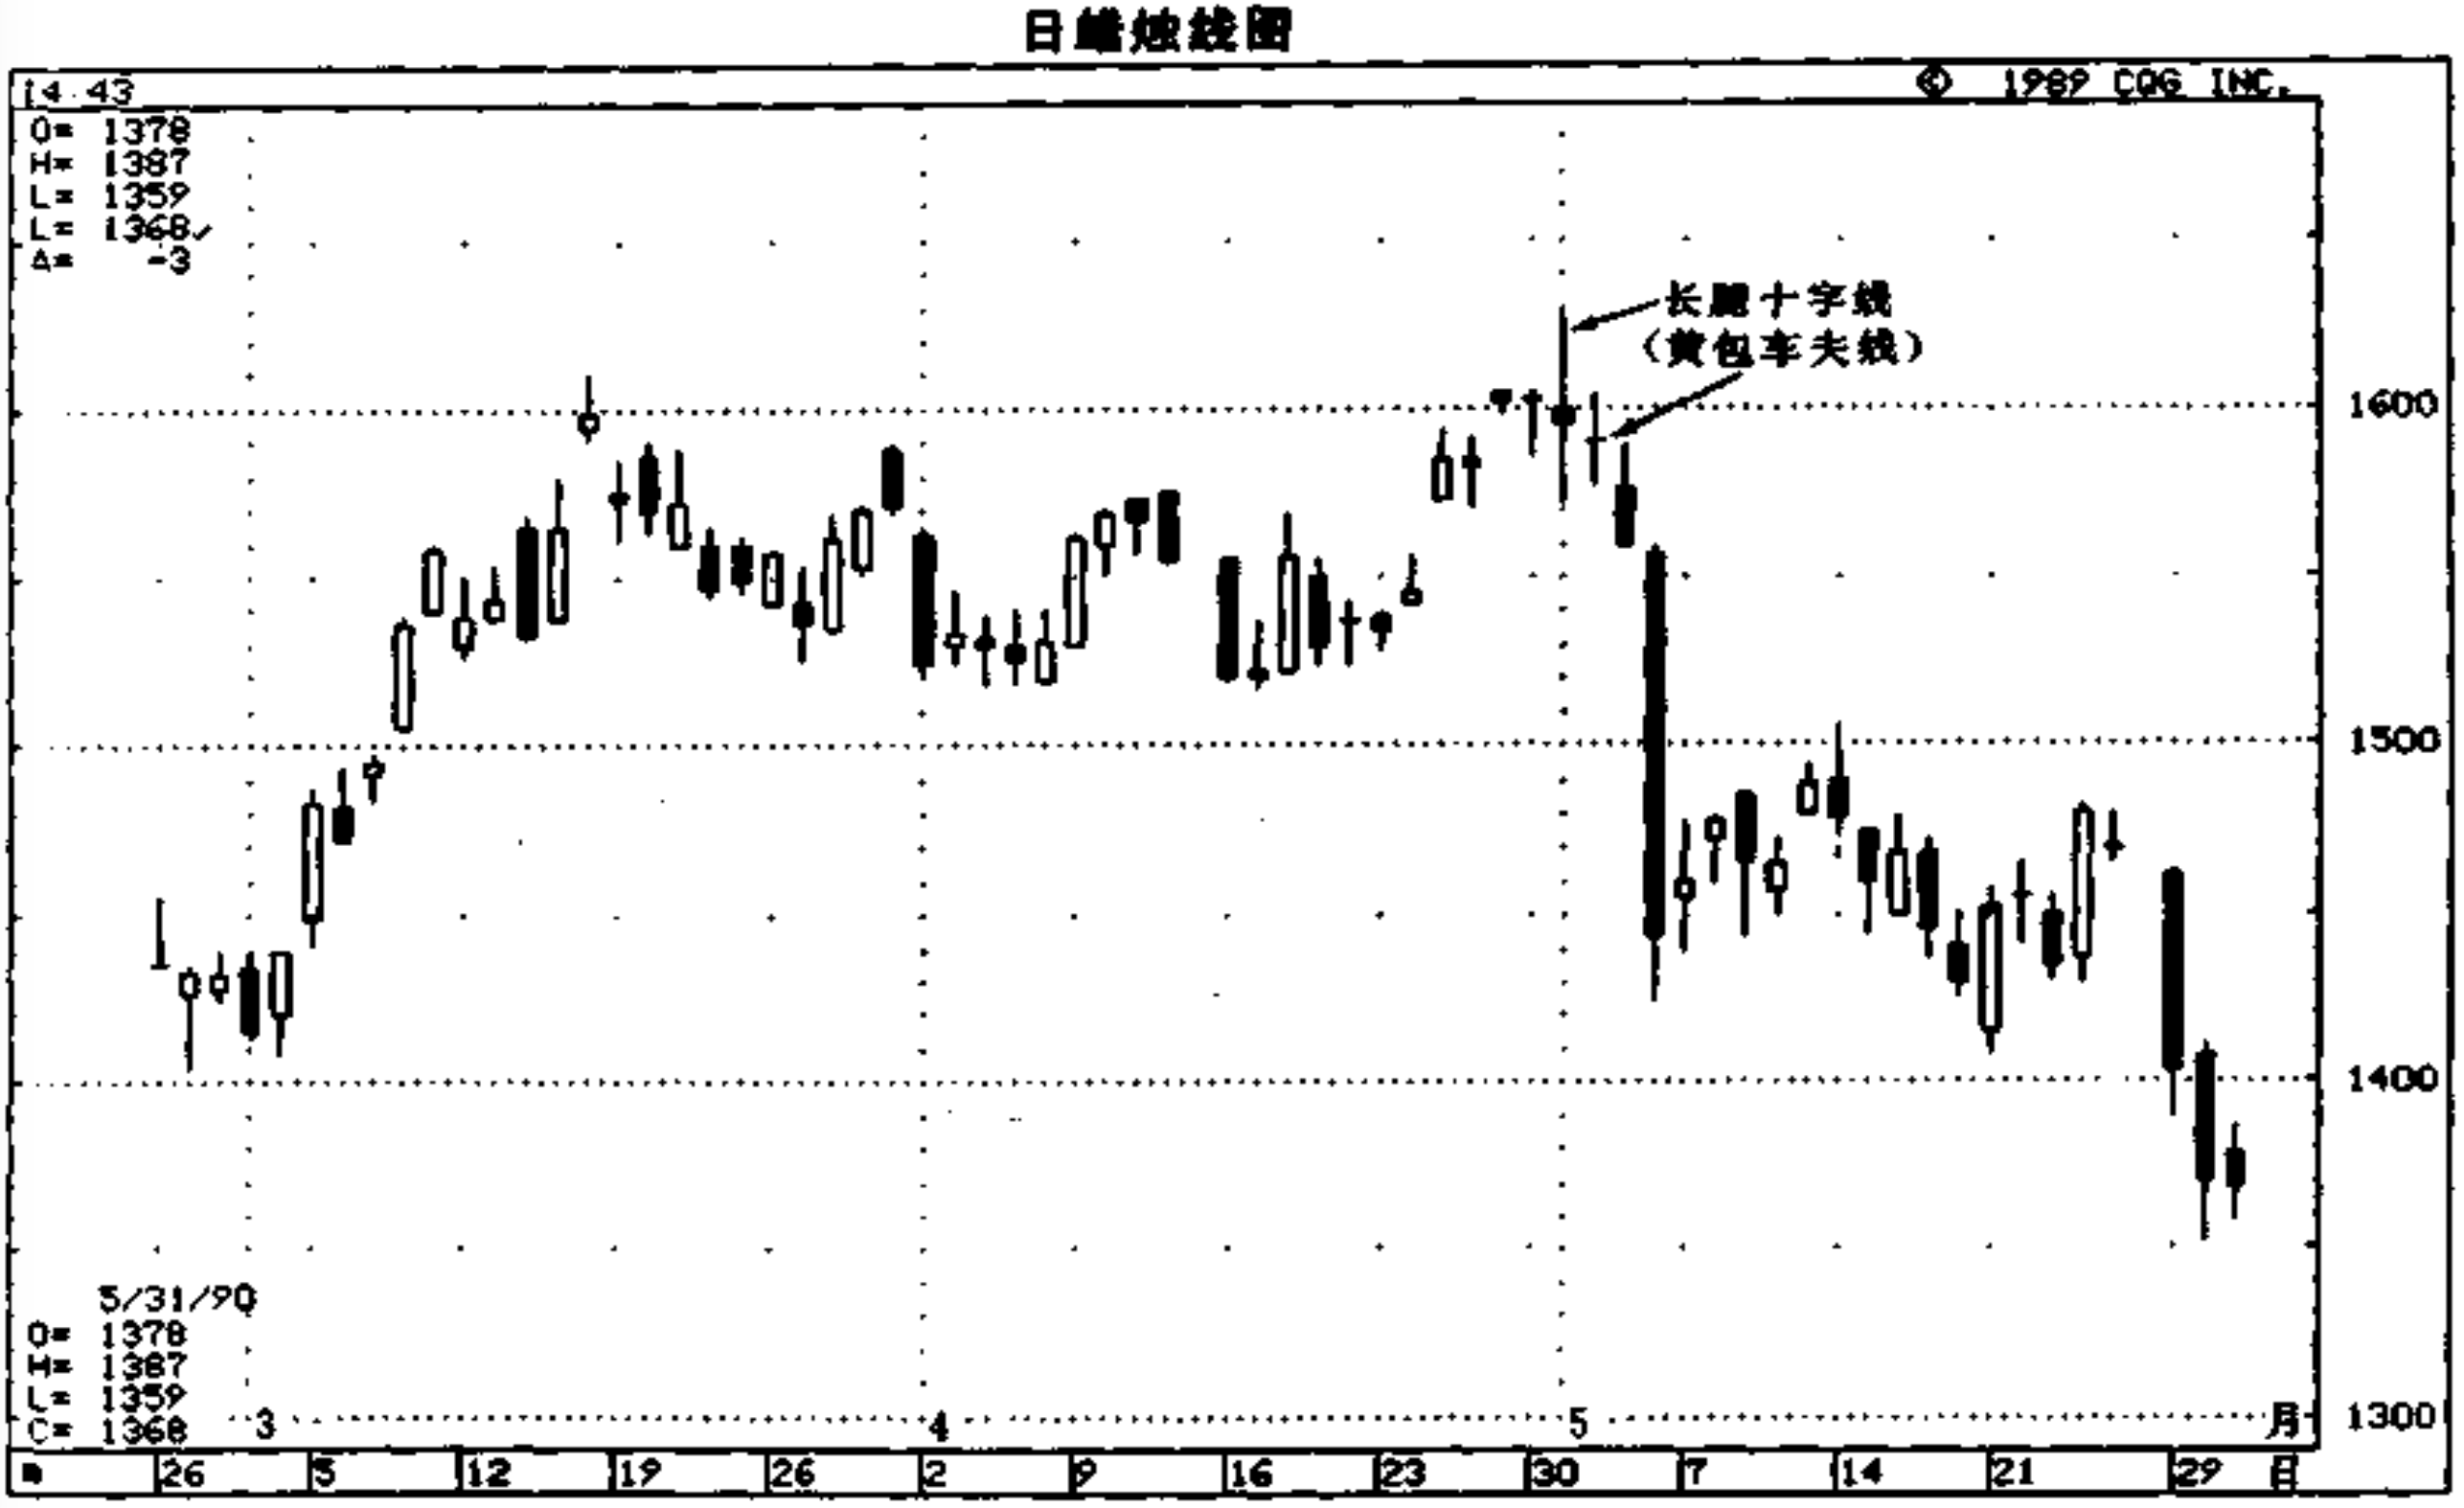 日蜡烛线图
14 43
© 1989 CQG INC.
O= 1378
H= 1387
L= 1359
L= 1368
Δ= -3
长腿十字线
(黄包车夫线)
1600
1500
1400
1300
5/31/90
O= 1378
H= 1387
L= 1359
C= 1368
3 4 5 月
26 5 12 19 26 2 9 16 23 30 7 14 21 29 日